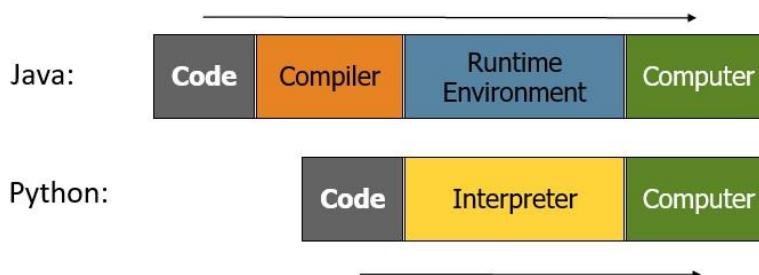 Java:
Code
Compiler
Runtime
Environment
Computer
Python:
Code
Interpreter
Computer